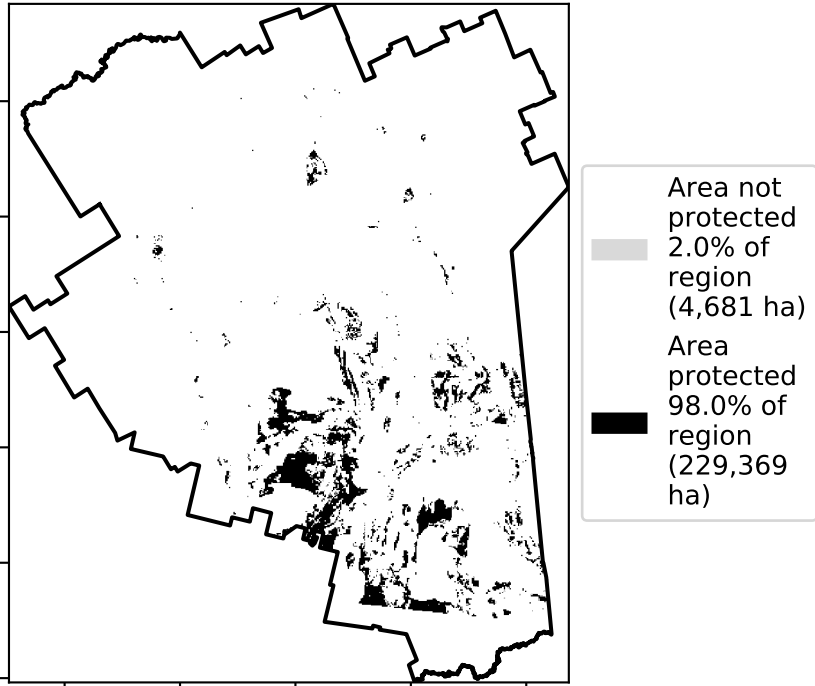 Area not
protected
2.0% of
region
(4,681 ha)
Area
protected
98.0% of
region
(229,369
ha)